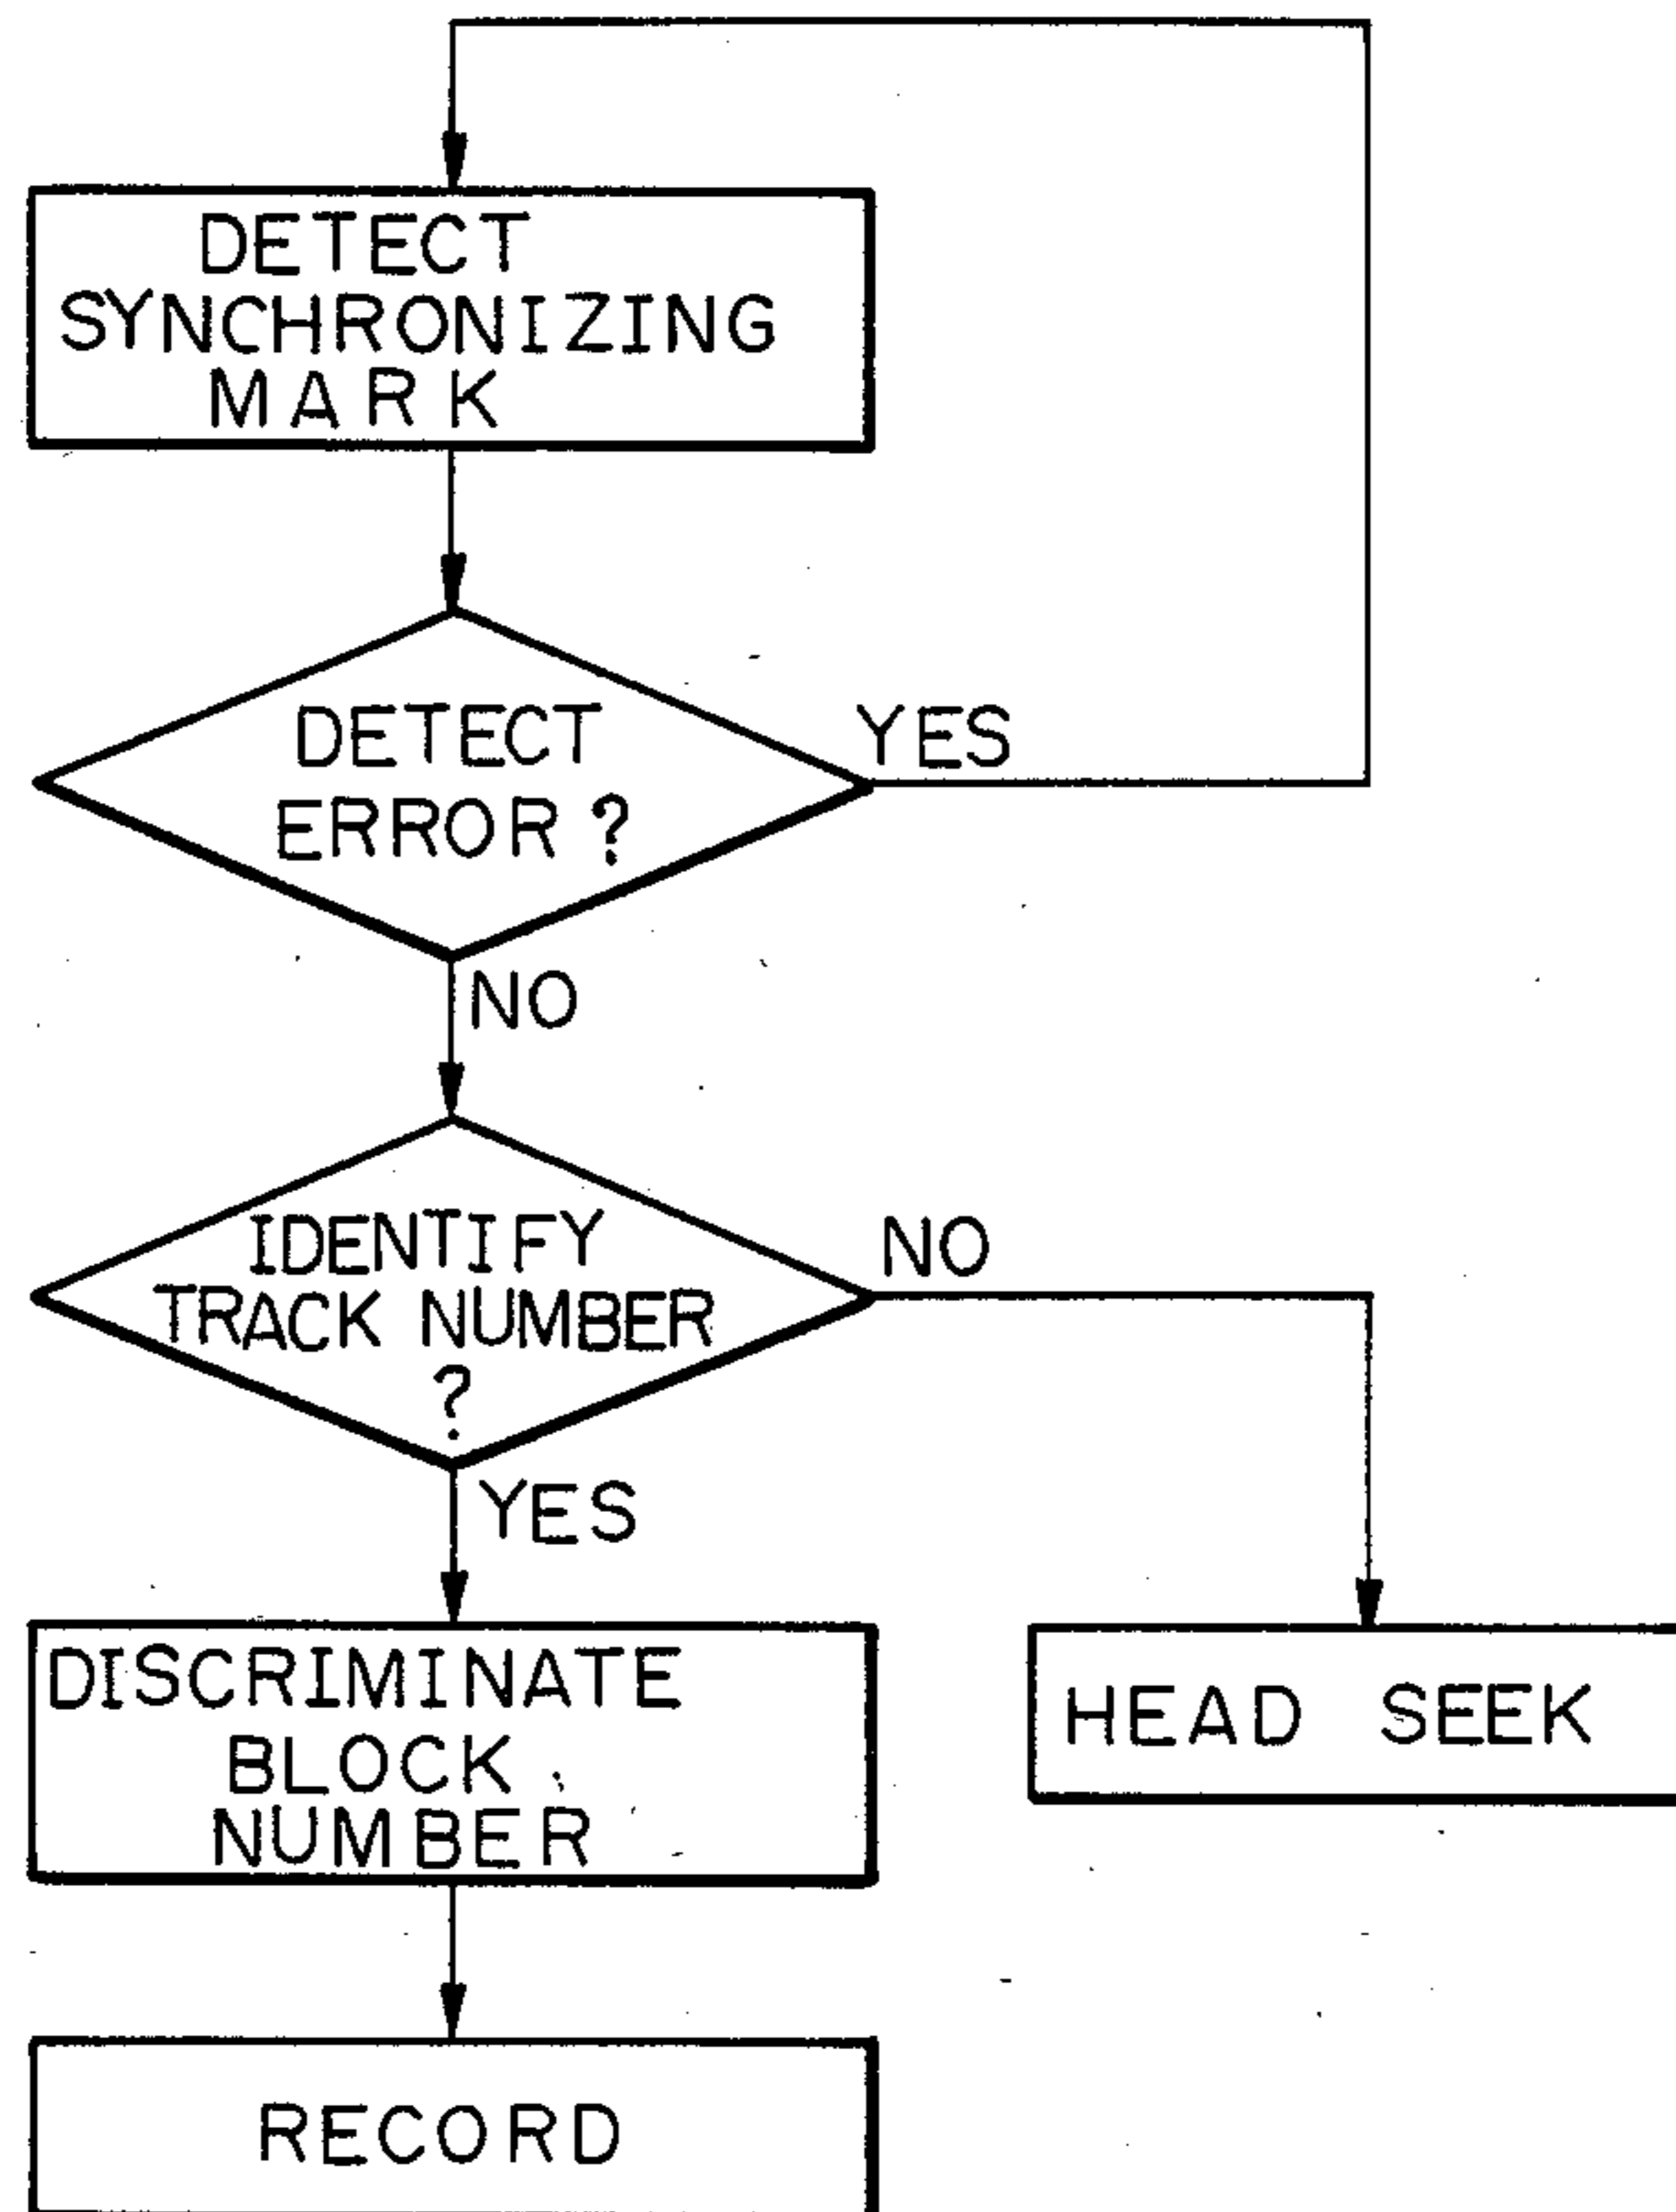 DETECT
SYNCHRONIZING
MARK
DETECT
ERROR ?
YES
NO
IDENTIFY
TRACK NUMBER
?
NO
YES
DISCRIMINATE
BLOCK
NUMBER
HEAD SEEK
RECORD